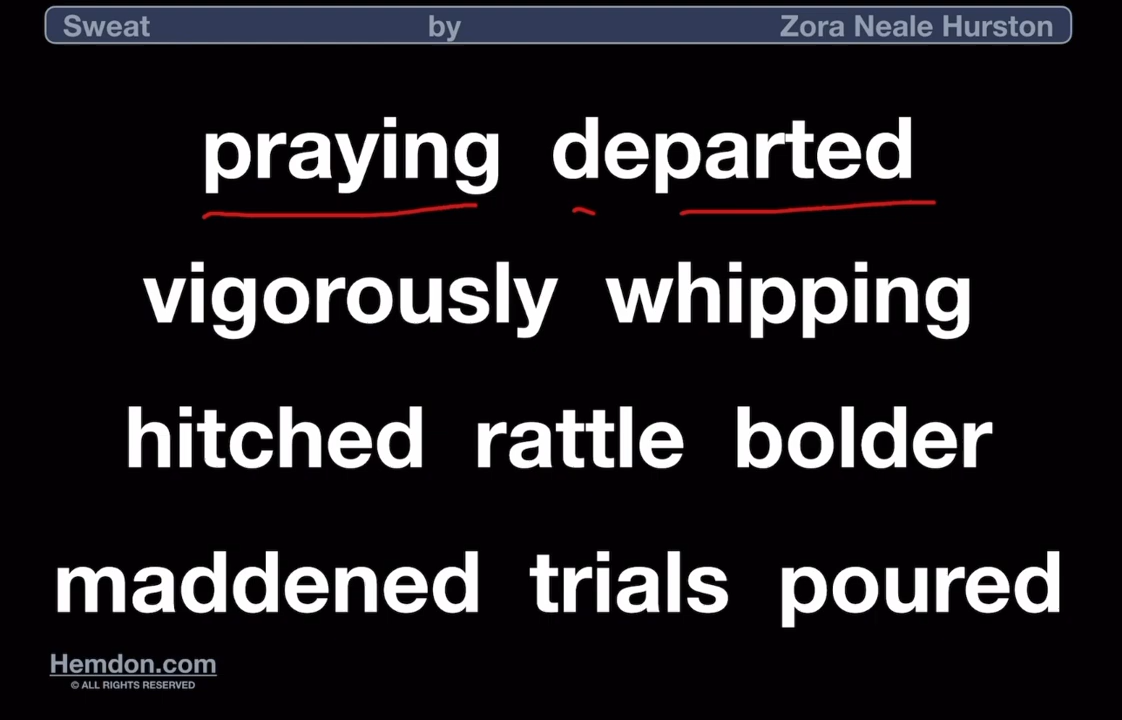 Sweat by Zora Neale Hurston
praying departed
vigorously whipping
hitched rattle bolder
maddened trials poured
Hemdon.com
© ALL RIGHTS RESERVED